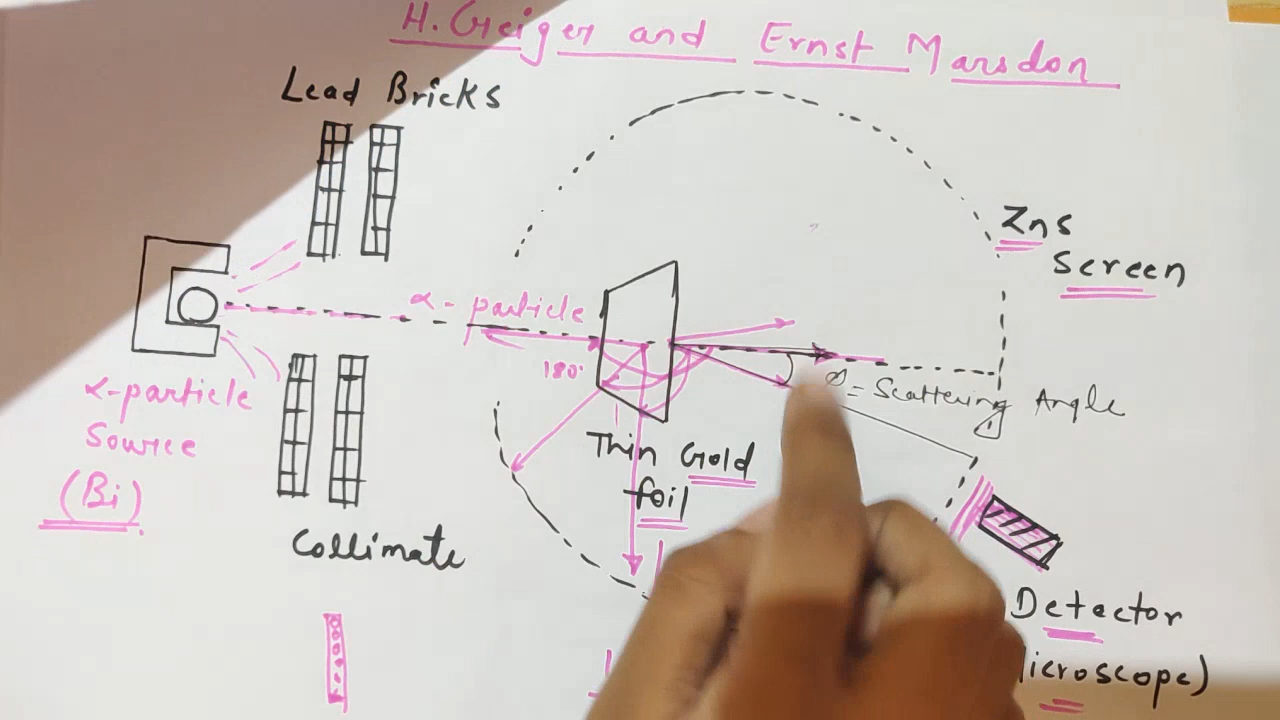 H. Geiger and Ernst Marsdon
Lead Bricks
Zns
Screen
α- particle
180°
α-particle
Source
(Bi)
= Scattering Angle
Thin Gold
foil
Collimate
Detector
icroscope)